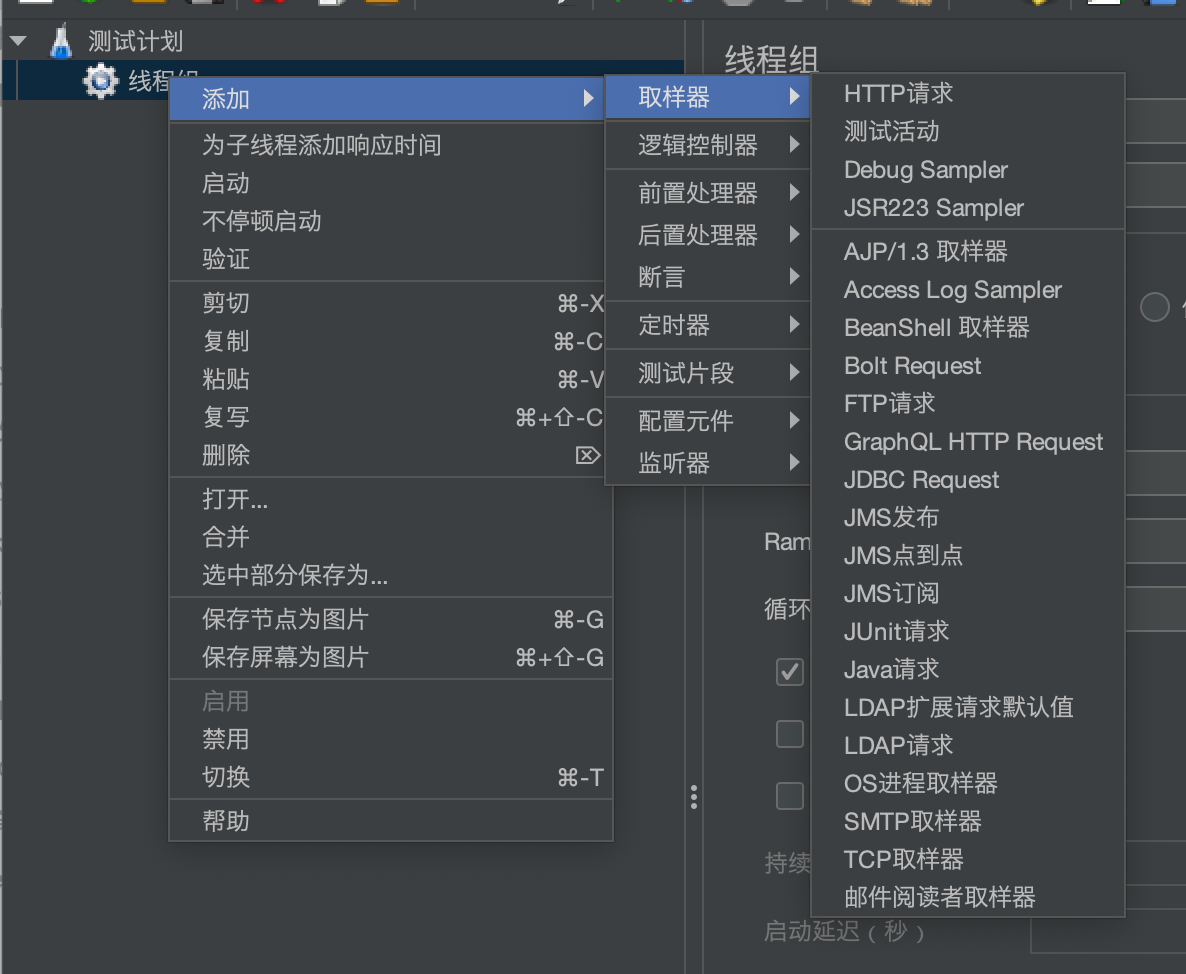 测试计划
线程组
线程组
添加
为子线程添加响应时间
启动
不停顿启动
验证
剪切 ⌘-X
复制 ⌘-C
粘贴 ⌘-V
复写 ⌘+⇧-C
删除 ⌦
打开...
合并
选中部分保存为...
保存节点为图片 ⌘-G
保存屏幕为图片 ⌘+⇧-G
启用
禁用
切换 ⌘-T
帮助
取样器
逻辑控制器
前置处理器
后置处理器
断言
定时器
测试片段
配置元件
监听器
HTTP请求
测试活动
Debug Sampler
JSR223 Sampler
AJP/1.3 取样器
Access Log Sampler
BeanShell 取样器
Bolt Request
FTP请求
GraphQL HTTP Request
JDBC Request
JMS发布
JMS点到点
JMS订阅
JUnit请求
Java请求
LDAP扩展请求默认值
LDAP请求
OS进程取样器
SMTP取样器
TCP取样器
邮件阅读者取样器
Ram
循环
持续
启动延迟（秒）